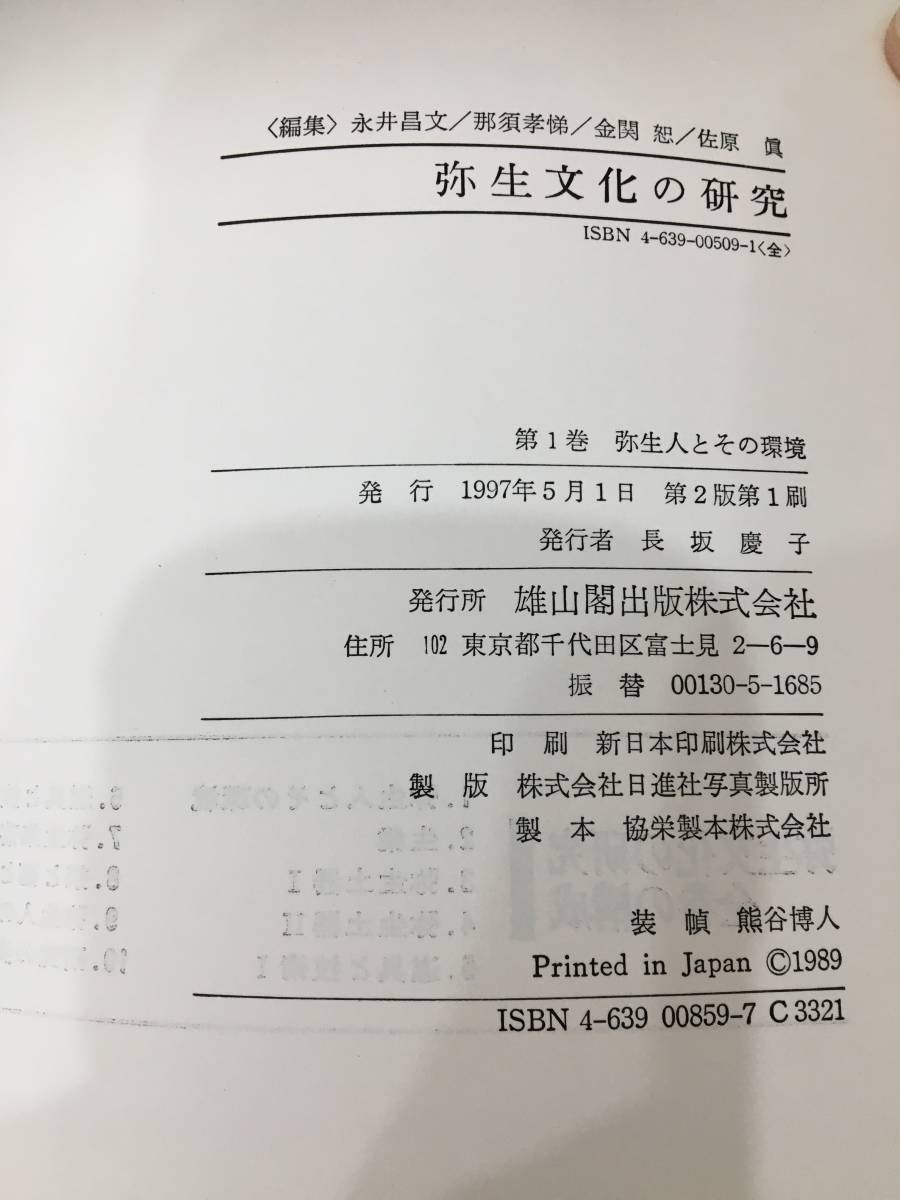 〈編集〉永井昌文／那須孝悌／金関 恕／佐原 眞
弥生文化の研究
ISBN 4-639-00509-1〈全〉
第1巻 弥生人とその環境
発 行 1997年5月1日 第2版第1刷
発行者 長 坂 慶 子
発行所 雄山閣出版株式会社
住所 102 東京都千代田区富士見 2―6―9
振 替 00130-5-1685
印 刷 新日本印刷株式会社
製 版 株式会社日進社写真製版所
製 本 協栄製本株式会社
装 幀 熊谷博人
Printed in Japan ©1989
ISBN 4-639 00859-7 C 3321